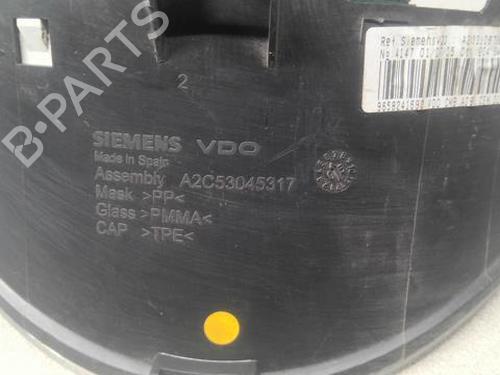 2
SIEMENS VDO
Made in Spain
Assembly A2C53045317
Mask >PP<
Glass >PMMA<
CAP >TPE<
B-PARTS